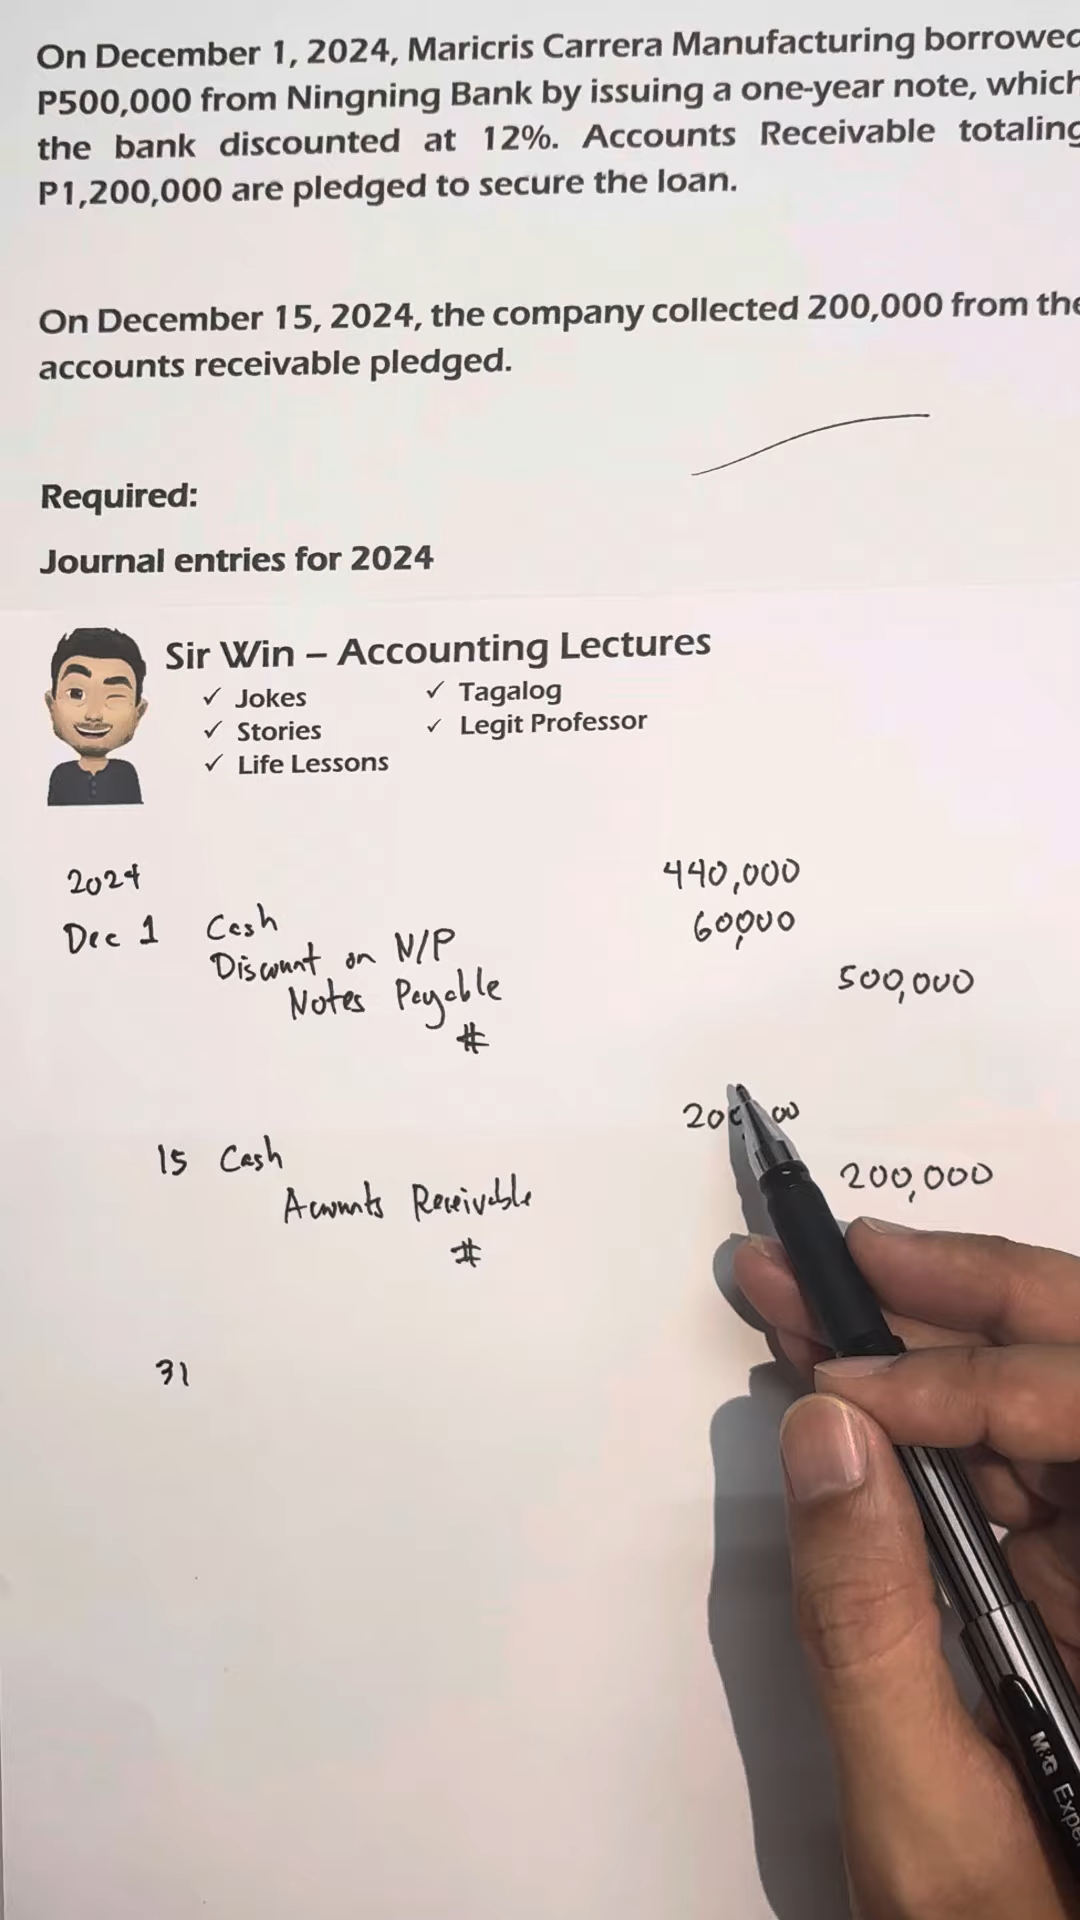 On December 1, 2024, Maricris Carrera Manufacturing borrowed
P500,000 from Ningning Bank by issuing a one-year note, which
the bank discounted at 12%. Accounts Receivable totaling
P1,200,000 are pledged to secure the loan.
On December 15, 2024, the company collected 200,000 from the
accounts receivable pledged.
Required:
Journal entries for 2024
Sir Win – Accounting Lectures
✓ Jokes ✓ Tagalog
✓ Stories ✓ Legit Professor
✓ Life Lessons
2024
Dec 1 Cash 440,000
Discount on N/P 60,000
Notes Payable 500,000
#
15 Cash
Accounts Receivable 200,000
#
31
M&G